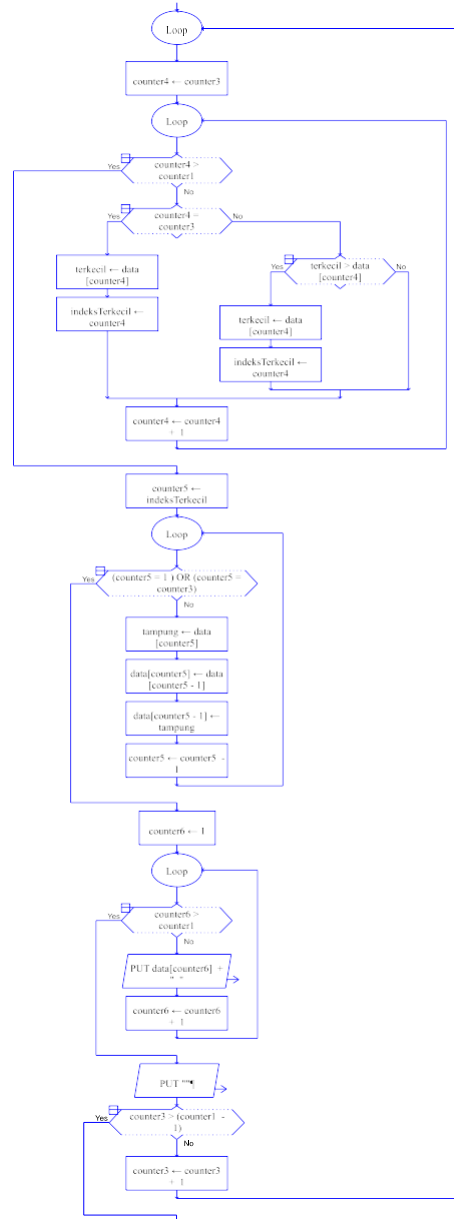 Loop
counter4 ← counter3
Loop
Yes
counter4 >
counter1
No
Yes
counter4 =
counter3
No
terkecil ← data
[counter4]
indeksTerkecil ←
counter4
Yes
terkecil > data
[counter4]
No
terkecil ← data
[counter4]
indeksTerkecil ←
counter4
counter4 ← counter4
+ 1
counter5 ←
indeksTerkecil
Loop
Yes
(counter5 = 1 ) OR (counter5 =
counter3)
No
tampung ← data
[counter5]
data[counter5] ← data
[counter5 - 1]
data[counter5 - 1] ←
tampung
counter5 ← counter5 -
1
counter6 ← 1
Loop
Yes
counter6 >
counter1
No
PUT data[counter6] +
" "
counter6 ← counter6
+ 1
PUT ""¶
Yes
counter3 > (counter1 -
1)
No
counter3 ← counter3
+ 1